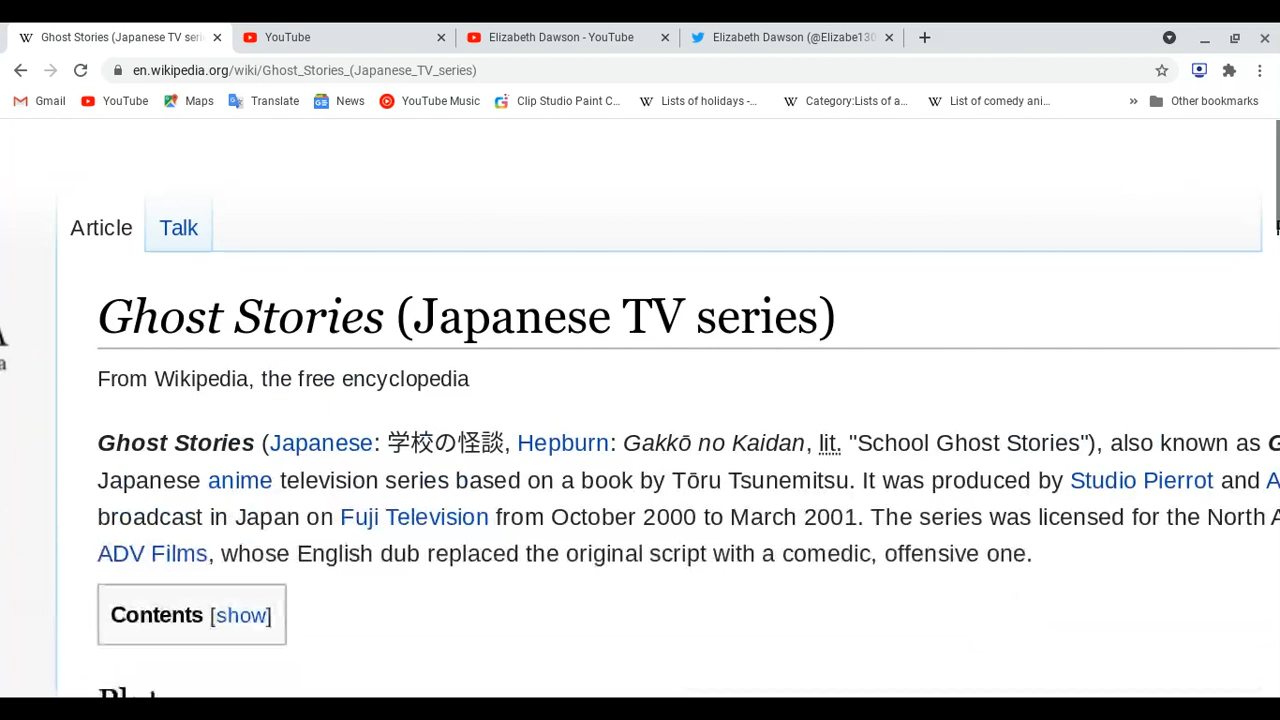 Ghost Stories (Japanese TV seri
YouTube
Elizabeth Dawson - YouTube
Elizabeth Dawson (@Elizabe130
en.wikipedia.org/wiki/Ghost_Stories_(Japanese_TV_series)
Gmail YouTube Maps Translate News YouTube Music Clip Studio Paint C... Lists of holidays -... Category:Lists of a... List of comedy ani... » Other bookmarks
Article Talk
Ghost Stories (Japanese TV series)
From Wikipedia, the free encyclopedia
Ghost Stories (Japanese: 学校の怪談, Hepburn: Gakkō no Kaidan, lit. "School Ghost Stories"), also known as G
Japanese anime television series based on a book by Tōru Tsunemitsu. It was produced by Studio Pierrot and A
broadcast in Japan on Fuji Television from October 2000 to March 2001. The series was licensed for the North A
ADV Films, whose English dub replaced the original script with a comedic, offensive one.
Contents [show]